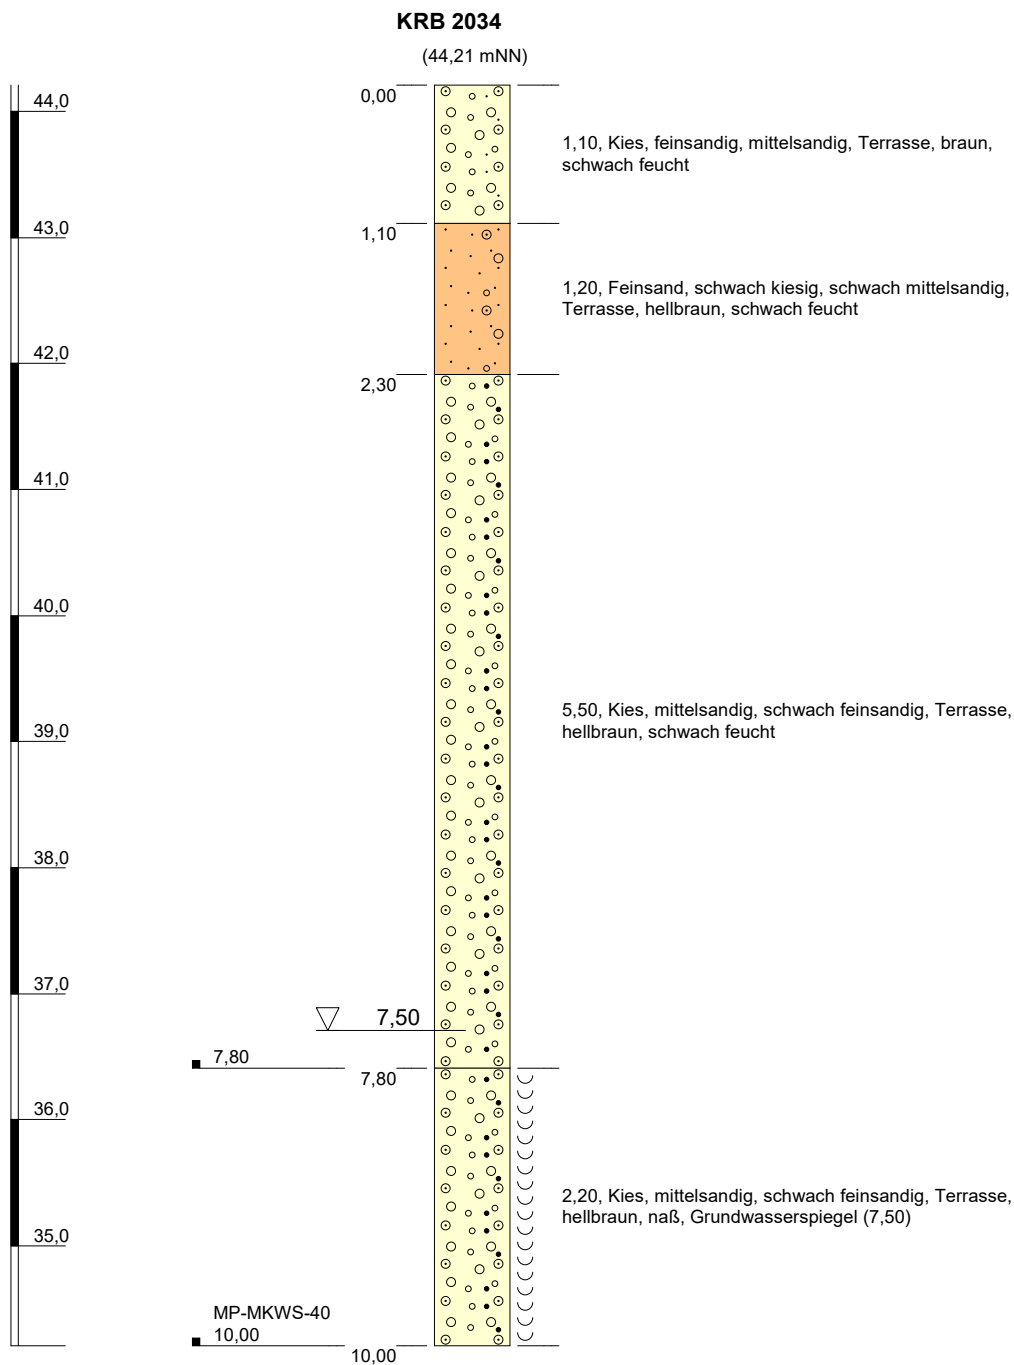 KRB 2034
(44,21 mNN)
0,00
44,0
1,10, Kies, feinsandig, mittelsandig, Terrasse, braun,
schwach feucht
43,0
1,10
1,20, Feinsand, schwach kiesig, schwach mittelsandig,
Terrasse, hellbraun, schwach feucht
42,0
2,30
41,0
40,0
5,50, Kies, mittelsandig, schwach feinsandig, Terrasse,
hellbraun, schwach feucht
39,0
38,0
37,0
7,50
7,80
7,80
36,0
2,20, Kies, mittelsandig, schwach feinsandig, Terrasse,
hellbraun, naß, Grundwasserspiegel (7,50)
35,0
MP-MKWS-40
10,00
10,00